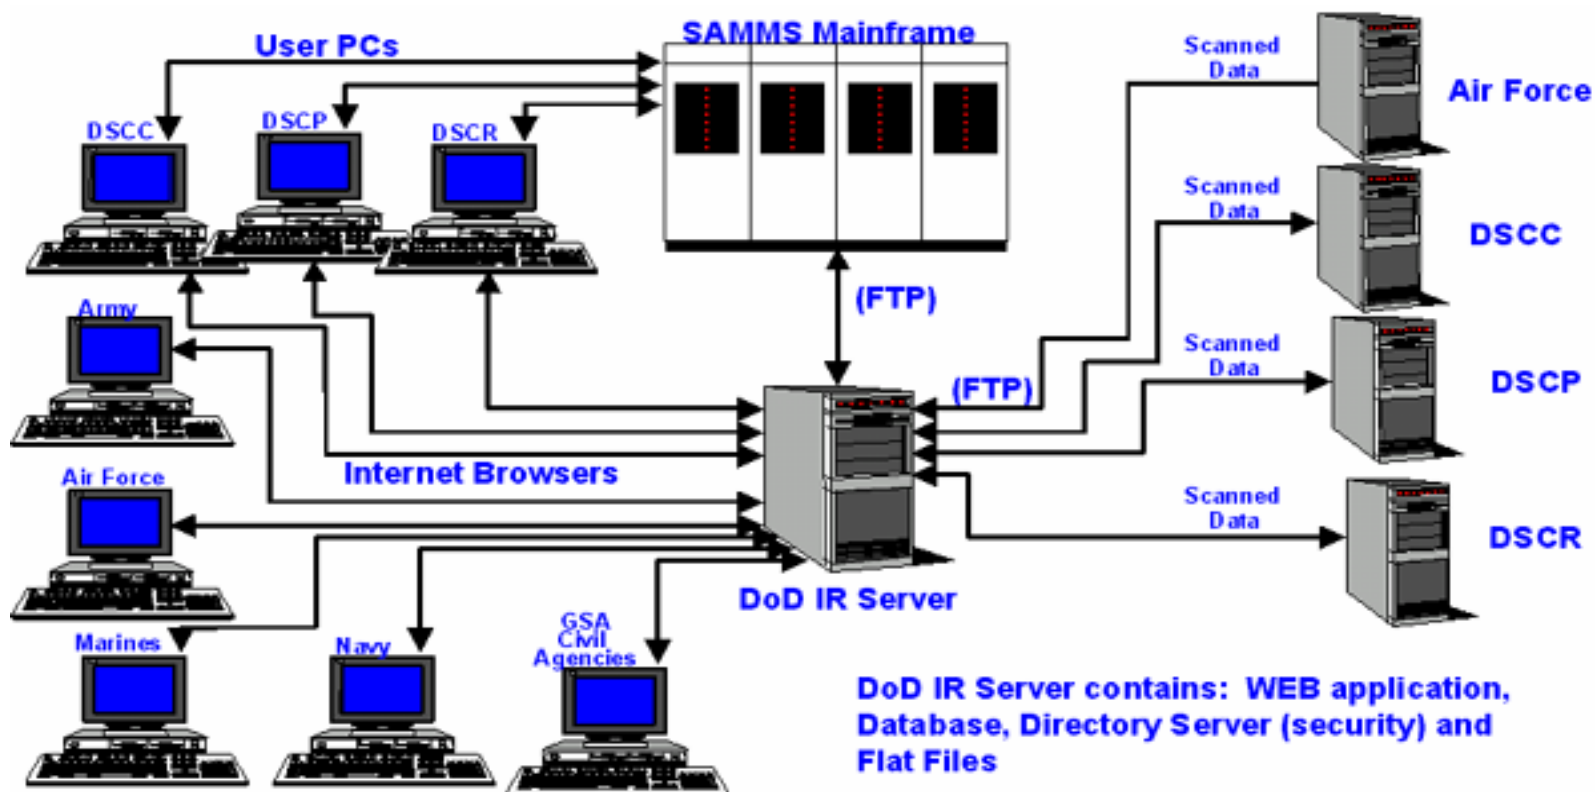 SAMMS Mainframe
User PCs
DSCC
DSCP
DSCR
Army
Air Force
Marines
Navy
GSA
Civil
Agencies
Internet Browsers
(FTP)
(FTP)
DoD IR Server
Scanned
Data
Air Force
Scanned
Data
DSCC
Scanned
Data
DSCP
Scanned
Data
DSCR
DoD IR Server contains: WEB application,
Database, Directory Server (security) and
Flat Files